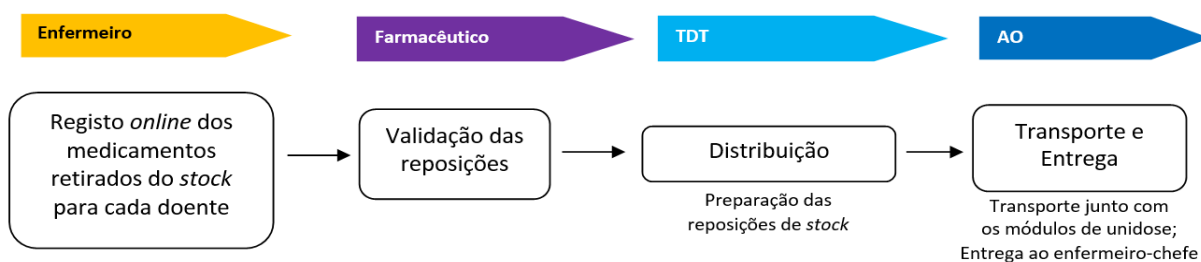 Enfermeiro
Farmacêutico
TDT
AO
Registo online dos
medicamentos
retirados do stock
para cada doente
Validação das
reposições
Distribuição
Preparação das
reposições de stock
Transporte e
Entrega
Transporte junto com
os módulos de unidose;
Entrega ao enfermeiro-chefe